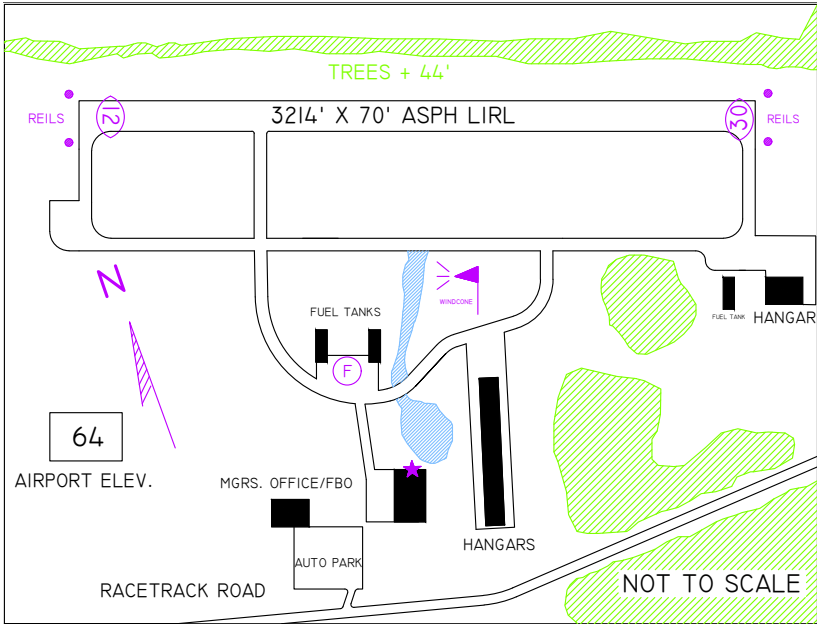 TREES + 44'
REILS
12
3214' X 70' ASPH LIRL
30
REILS
N
WINDCONE
FUEL TANKS
FUEL TANK
HANGAR
F
64
AIRPORT ELEV.
MGRS. OFFICE/FBO
HANGARS
AUTO PARK
RACETRACK ROAD
NOT TO SCALE